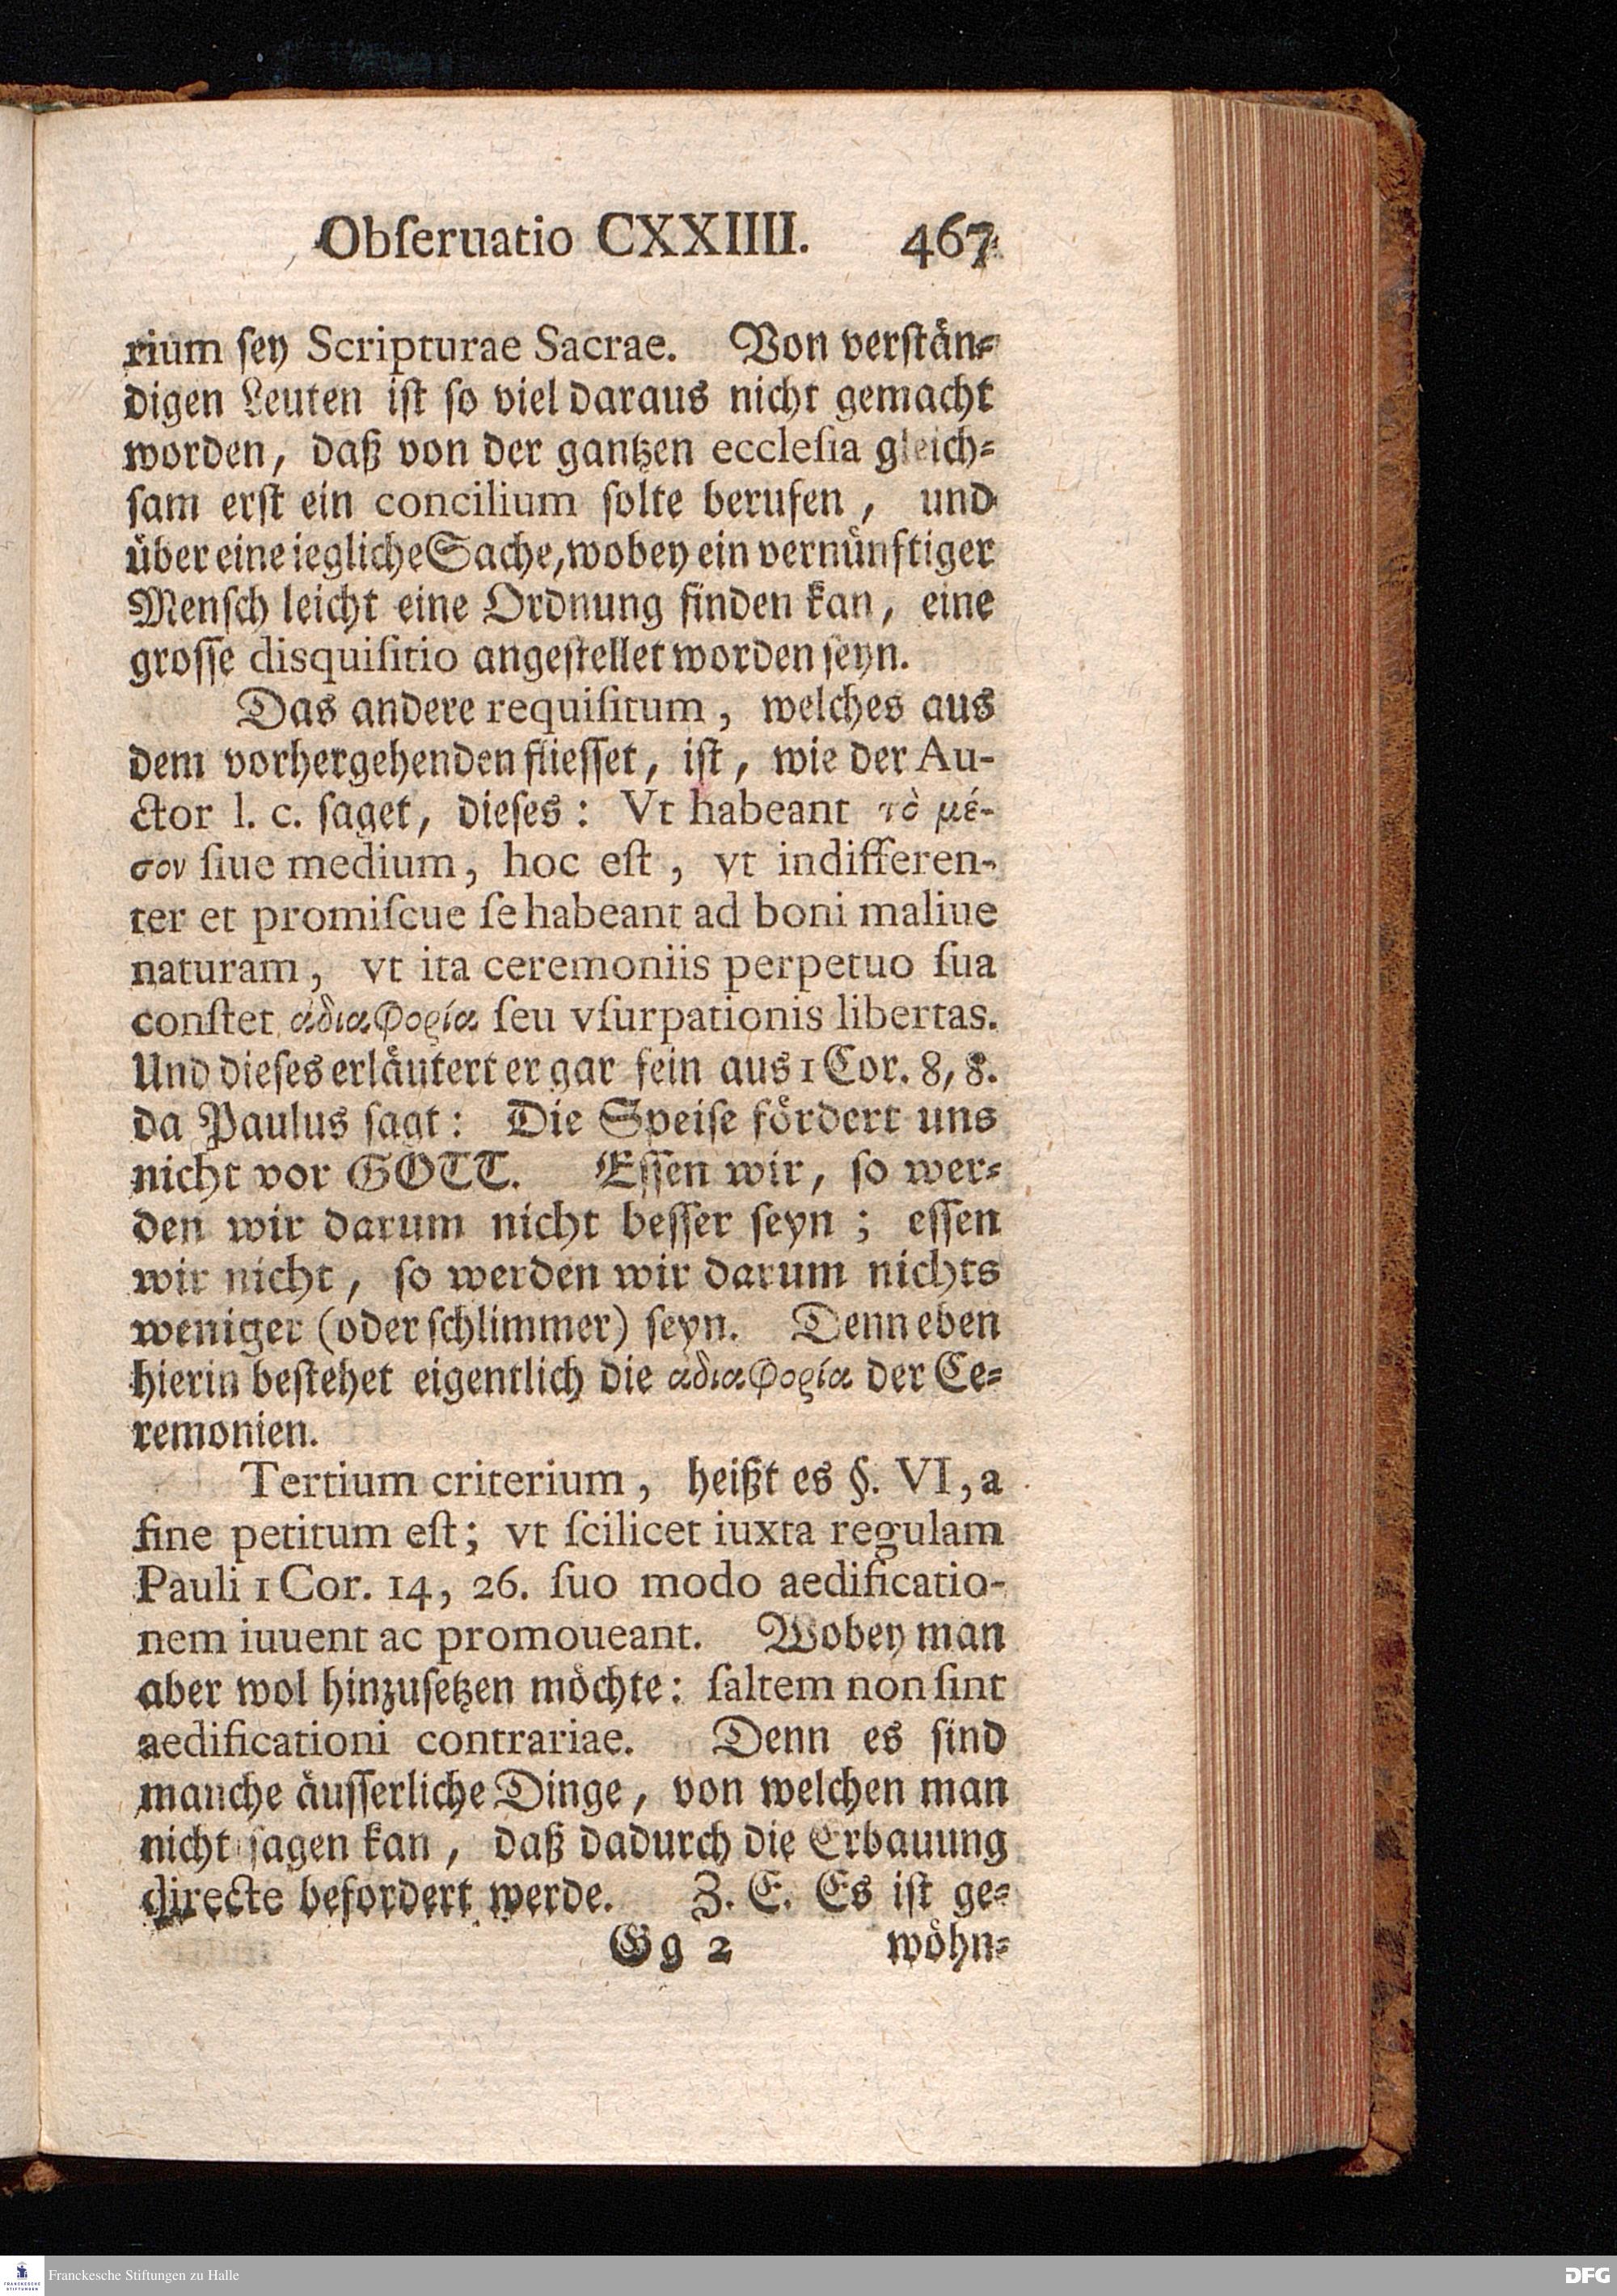 Obſeruatio CXXIIII. 467
rium ſey Scripturae Sacrae. Von verſtän-
digen Leuten iſt ſo viel daraus nicht gemacht
worden, daß von der gantzen eccleſia gleich-
ſam erſt ein concilium ſolte berufen, und
über eine iegliche Sache, wobey ein vernünftiger
Menſch leicht eine Ordnung finden kan, eine
groſſe disquiſitio angeſtellet worden ſeyn.
Das andere requiſitum, welches aus
dem vorhergehenden flieſſet, iſt, wie der Au-
ctor l. c. ſaget, dieſes: Vt habeant τὸ μέ-
σον ſiue medium, hoc eſt, vt indifferen-
ter et promiſcue ſe habeant ad boni maliue
naturam, vt ita ceremoniis perpetuo ſua
conſtet ἀδιαφορία ſeu vſurpationis libertas.
Und dieſes erläutert er gar fein aus 1 Cor. 8, 8.
da Paulus ſagt: Die Speiſe fördert uns
nicht vor GOTT. Eſſen wir, ſo wer-
den wir darum nicht beſſer ſeyn; eſſen
wir nicht, ſo werden wir darum nichts
weniger (oder ſchlimmer) ſeyn. Denn eben
hierin beſtehet eigentlich die ἀδιαφορία der Ce-
remonien.
Tertium criterium, heißt es §. VI, a
fine petitum eſt; vt ſcilicet iuxta regulam
Pauli 1 Cor. 14, 26. ſuo modo aedificatio-
nem iuuent ac promoueant. Wobey man
aber wol hinzuſetzen möchte: ſaltem non ſint
aedificationi contrariae. Denn es ſind
manche äuſſerliche Dinge, von welchen man
nicht ſagen kan, daß dadurch die Erbauung
directe befordert werde. Z. E. Es iſt ge-
Gg 2 wöhn-
Franckesche Stiftungen zu Halle
DFG